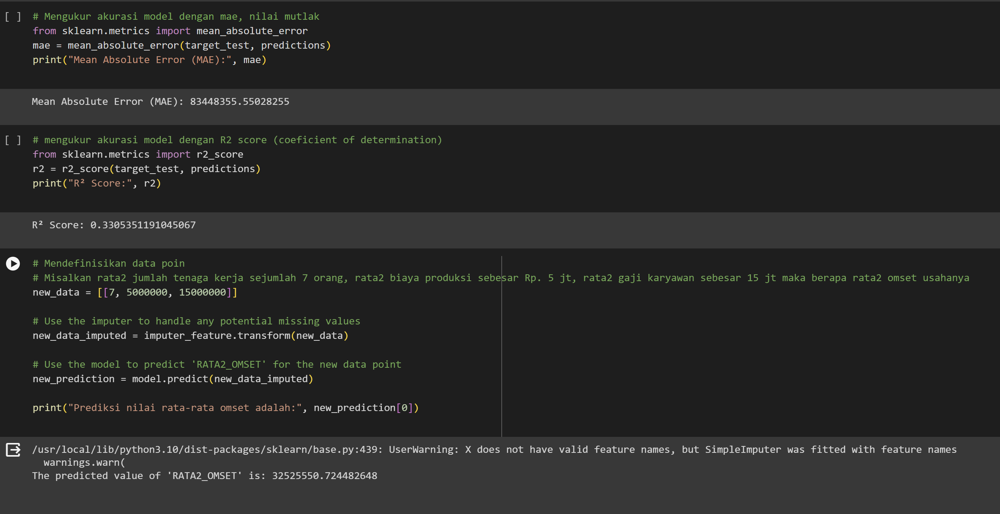 [ ] # Mengukur akurasi model dengan mae, nilai mutlak
from sklearn.metrics import mean_absolute_error
mae = mean_absolute_error(target_test, predictions)
print("Mean Absolute Error (MAE):", mae)
Mean Absolute Error (MAE): 83448355.55028255
[ ] # mengukur akurasi model dengan R2 score (coeficient of determination)
from sklearn.metrics import r2_score
r2 = r2_score(target_test, predictions)
print("R² Score:", r2)
R² Score: 0.3305351191045067
# Mendefinisikan data poin
# Misalkan rata2 jumlah tenaga kerja sejumlah 7 orang, rata2 biaya produksi sebesar Rp. 5 jt, rata2 gaji karyawan sebesar 15 jt maka berapa rata2 omset usahanya
new_data = [[7, 5000000, 15000000]]
# Use the imputer to handle any potential missing values
new_data_imputed = imputer_feature.transform(new_data)
# Use the model to predict 'RATA2_OMSET' for the new data point
new_prediction = model.predict(new_data_imputed)
print("Prediksi nilai rata-rata omset adalah:", new_prediction[0])
/usr/local/lib/python3.10/dist-packages/sklearn/base.py:439: UserWarning: X does not have valid feature names, but SimpleImputer was fitted with feature names
warnings.warn(
The predicted value of 'RATA2_OMSET' is: 32525550.724482648